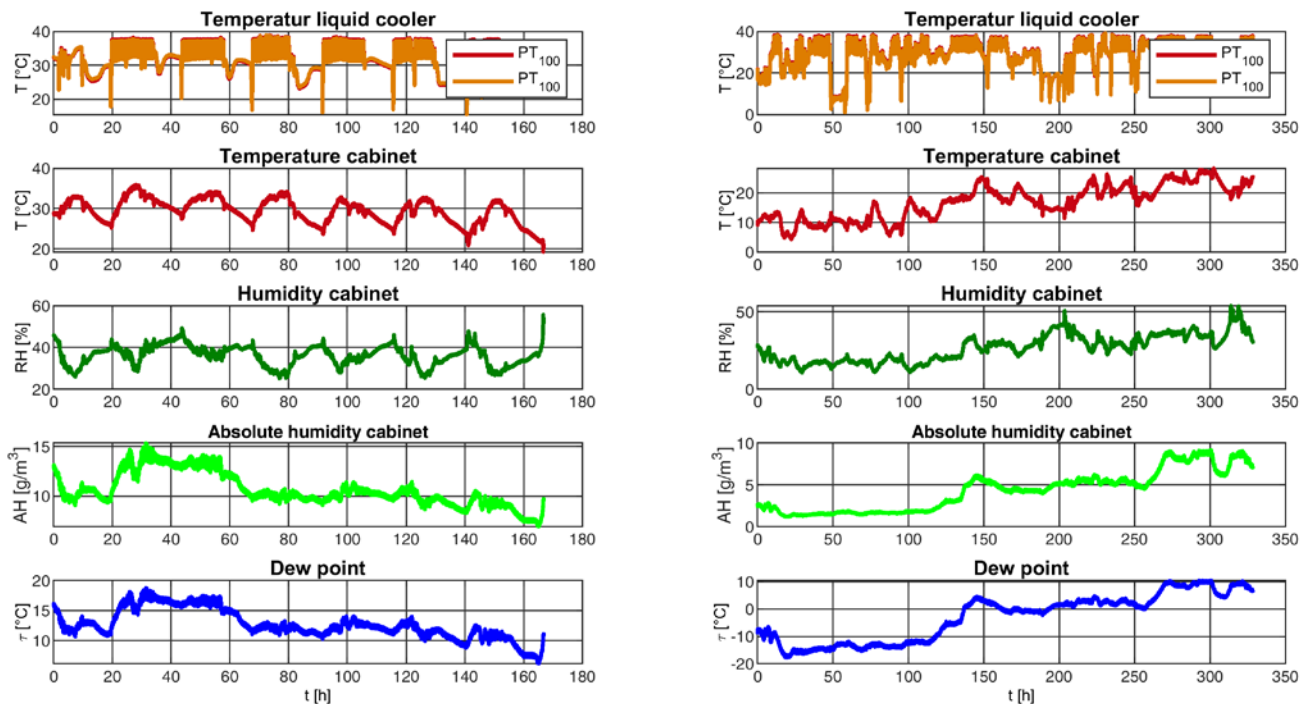 Temperatur liquid cooler
T [°C]
40
30
20
PT100
PT100
0 20 40 60 80 100 120 140 160 180
Temperature cabinet
T [°C]
40
30
20
0 20 40 60 80 100 120 140 160 180
Humidity cabinet
RH [%]
60
40
20
0 20 40 60 80 100 120 140 160 180
Absolute humidity cabinet
AH [g/m³]
15
10
0 20 40 60 80 100 120 140 160 180
Dew point
τ [°C]
20
15
10
0 20 40 60 80 100 120 140 160 180
t [h]
Temperatur liquid cooler
T [°C]
40
20
0
PT100
PT100
0 50 100 150 200 250 300 350
Temperature cabinet
T [°C]
20
10
0
0 50 100 150 200 250 300 350
Humidity cabinet
RH [%]
50
0
0 50 100 150 200 250 300 350
Absolute humidity cabinet
AH [g/m³]
10
5
0
0 50 100 150 200 250 300 350
Dew point
τ [°C]
10
0
-10
-20
0 50 100 150 200 250 300 350
t [h]